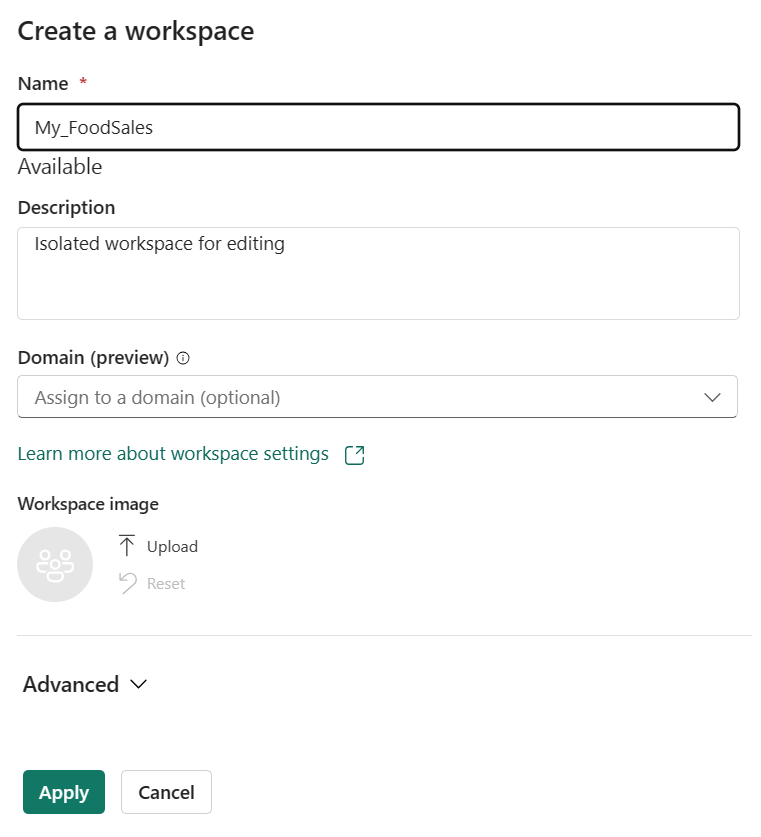 Create a workspace
Name *
My_FoodSales
Available
Description
Isolated workspace for editing
Domain (preview)
Assign to a domain (optional)
Learn more about workspace settings
Workspace image
Upload
Reset
Advanced
Apply Cancel